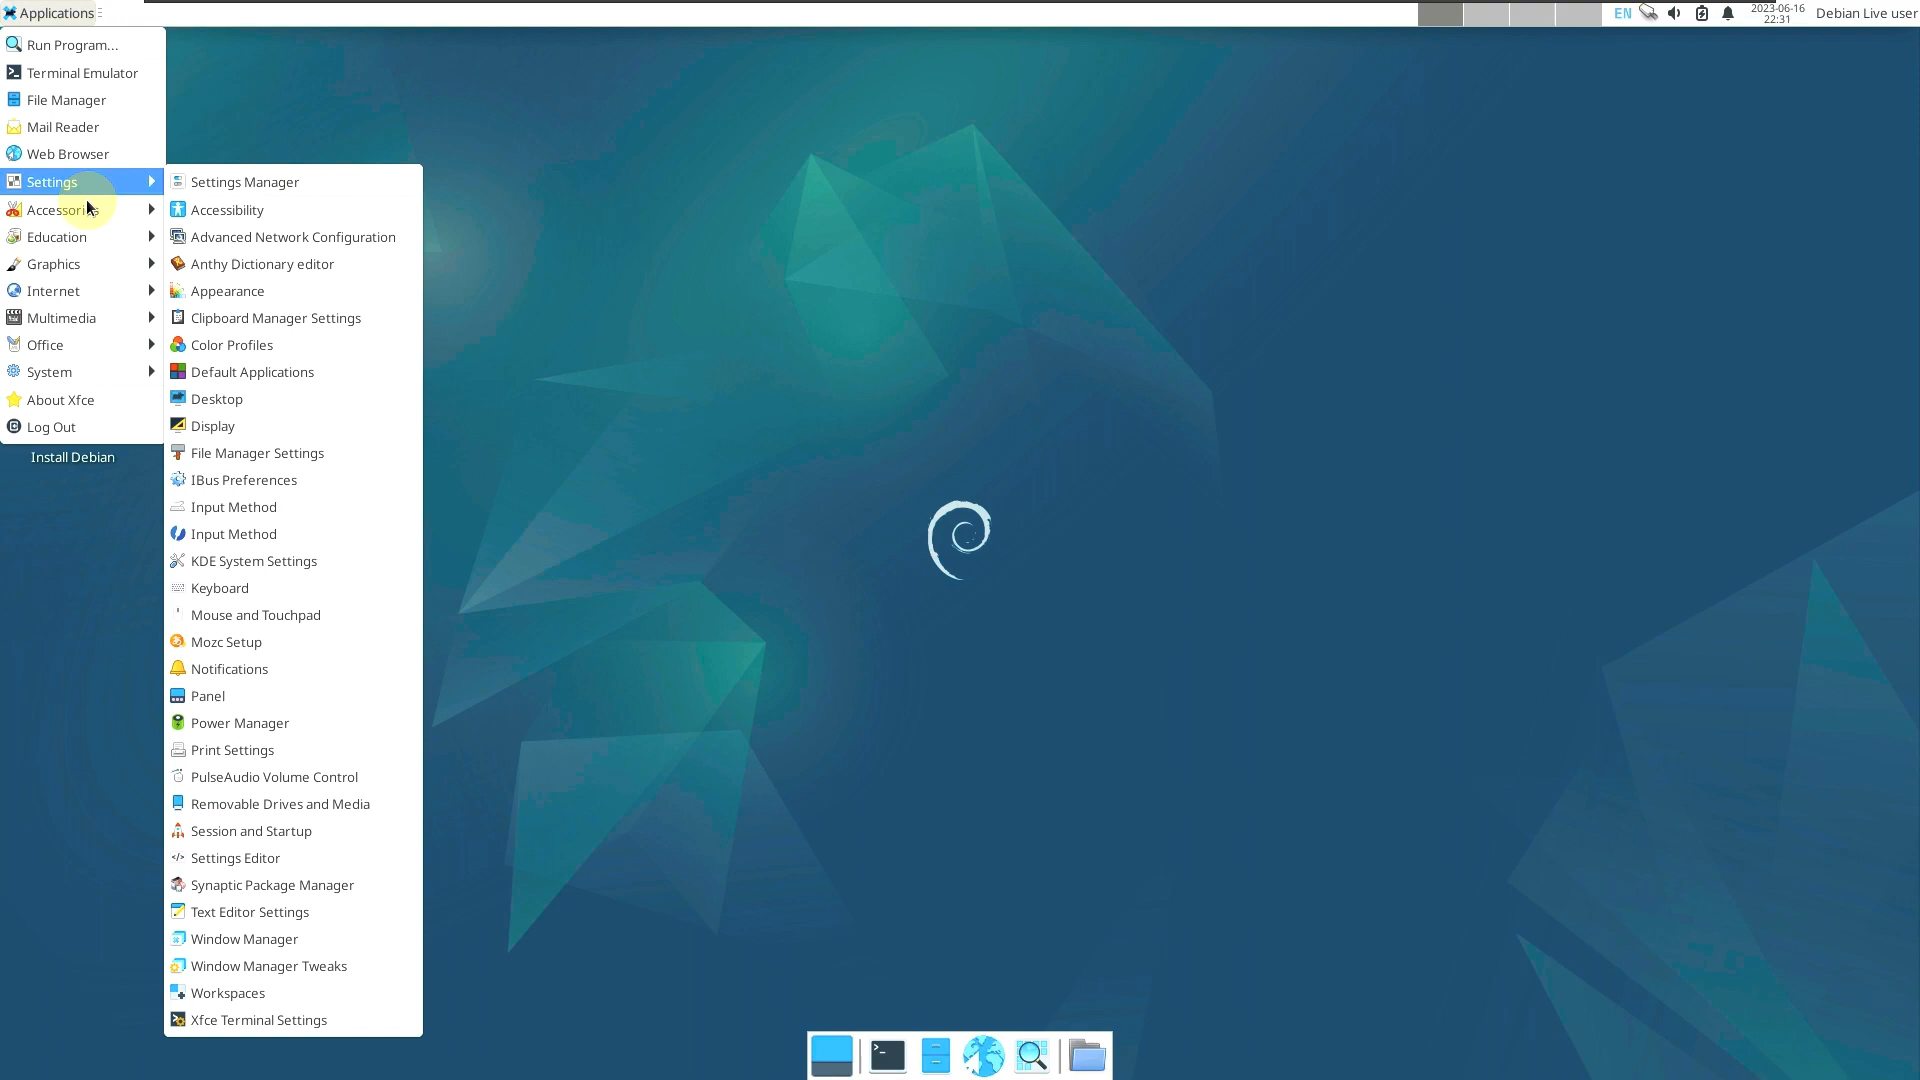 Applications
EN
2023-06-16
22:31
Debian Live user
Run Program...
Terminal Emulator
File Manager
Mail Reader
Web Browser
Settings
Accessories
Education
Graphics
Internet
Multimedia
Office
System
About Xfce
Log Out
Install Debian
Settings Manager
Accessibility
Advanced Network Configuration
Anthy Dictionary editor
Appearance
Clipboard Manager Settings
Color Profiles
Default Applications
Desktop
Display
File Manager Settings
IBus Preferences
Input Method
Input Method
KDE System Settings
Keyboard
Mouse and Touchpad
Mozc Setup
Notifications
Panel
Power Manager
Print Settings
PulseAudio Volume Control
Removable Drives and Media
Session and Startup
Settings Editor
Synaptic Package Manager
Text Editor Settings
Window Manager
Window Manager Tweaks
Workspaces
Xfce Terminal Settings